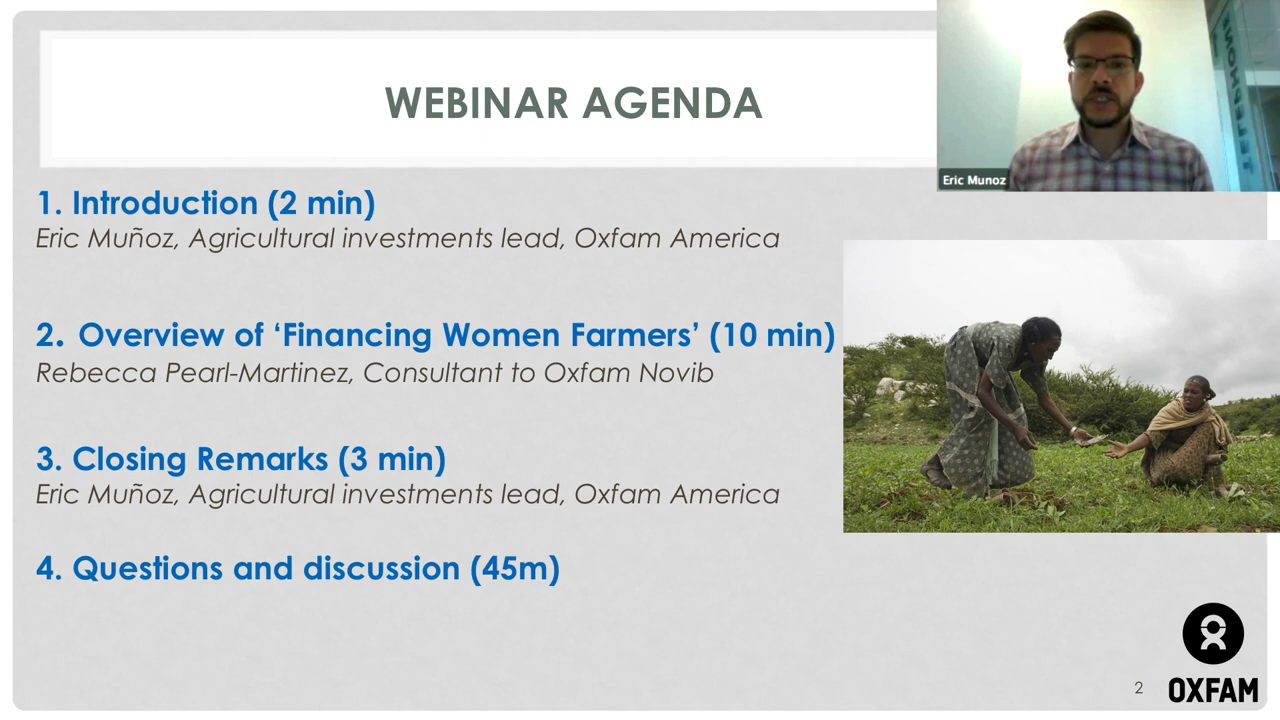 WEBINAR AGENDA
Eric Munoz
1. Introduction (2 min)
Eric Muñoz, Agricultural investments lead, Oxfam America
2. Overview of ‘Financing Women Farmers’ (10 min)
Rebecca Pearl-Martinez, Consultant to Oxfam Novib
3. Closing Remarks (3 min)
Eric Muñoz, Agricultural investments lead, Oxfam America
4. Questions and discussion (45m)
2
OXFAM